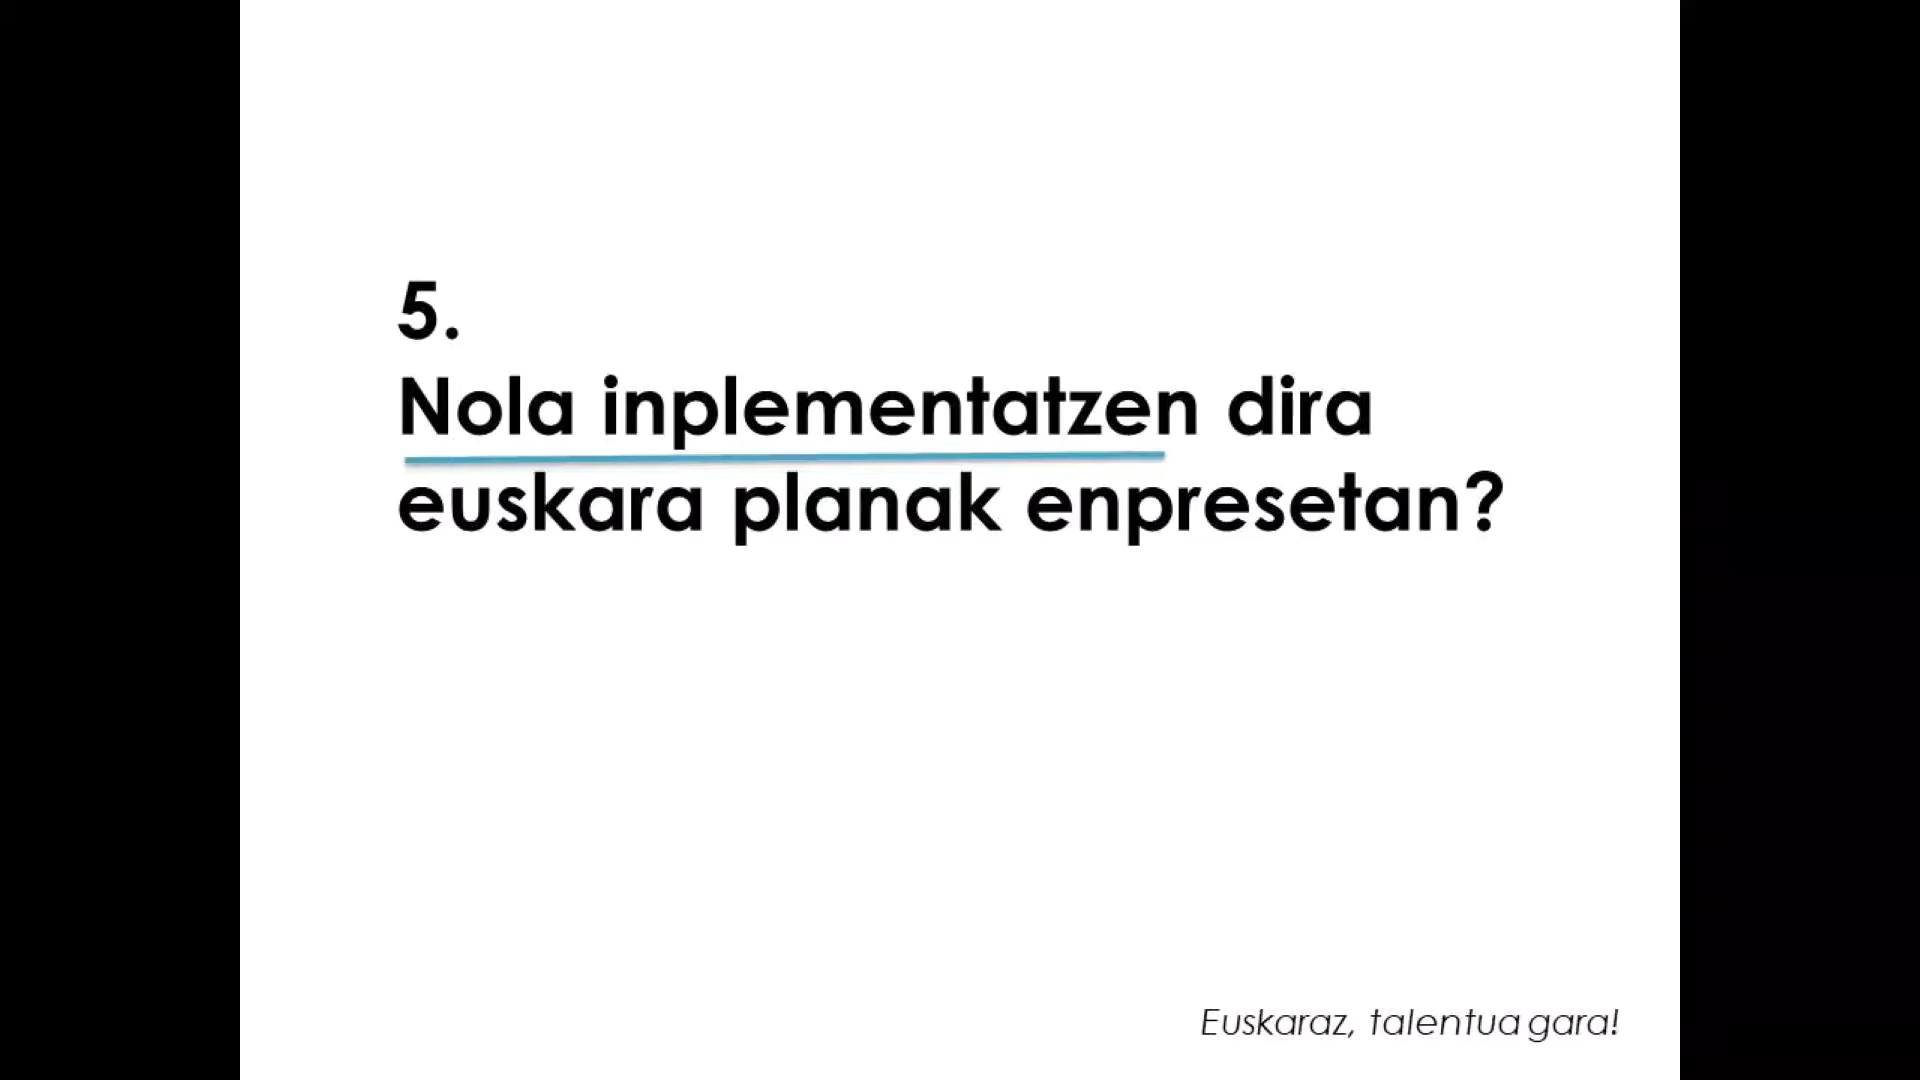 5.
Nola inplementatzen dira
euskara planak enpresetan?
Euskaraz, talentua gara!